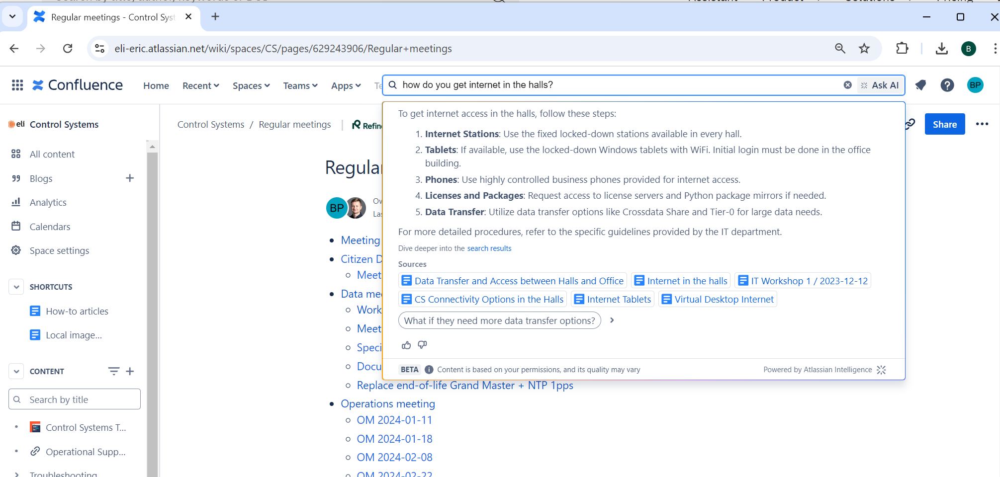 Regular meetings - Control Syst
eli-eric.atlassian.net/wiki/spaces/CS/pages/629243906/Regular+meetings
B
Confluence
Home
Recent
Spaces
Teams
Apps
how do you get internet in the halls?
Ask AI
BP
eli Control Systems
Control Systems / Regular meetings
Share
All content
Blogs
Analytics
Calendars
Space settings
SHORTCUTS
How-to articles
Local image...
CONTENT
Search by title
Control Systems T...
Operational Supp...
Troubleshooting
BP
Meeting
Meet
Work
Meet
Replace end-of-life Grand Master + NTP 1pps
Operations meeting
OM 2024-01-11
OM 2024-01-18
OM 2024-02-08
OM 2024-02-22
To get internet access in the halls, follow these steps:
1. Internet Stations: Use the fixed locked-down stations available in every hall.
2. Tablets: If available, use the locked-down Windows tablets with WiFi. Initial login must be done in the office
building.
3. Phones: Use highly controlled business phones provided for internet access.
4. Licenses and Packages: Request access to license servers and Python package mirrors if needed.
5. Data Transfer: Utilize data transfer options like Crossdata Share and Tier-0 for large data needs.
For more detailed procedures, refer to the specific guidelines provided by the IT department.
Dive deeper into the search results
Sources
Data Transfer and Access between Halls and Office
Internet in the halls
IT Workshop 1 / 2023-12-12
CS Connectivity Options in the Halls
Internet Tablets
Virtual Desktop Internet
What if they need more data transfer options?
BETA Content is based on your permissions, and its quality may vary
Powered by Atlassian Intelligence